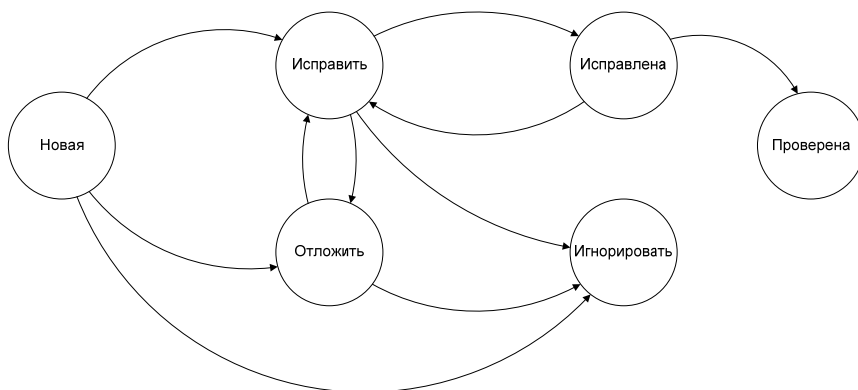 Исправить
Исправлена
Новая
Проверена
Отложить
Игнорировать